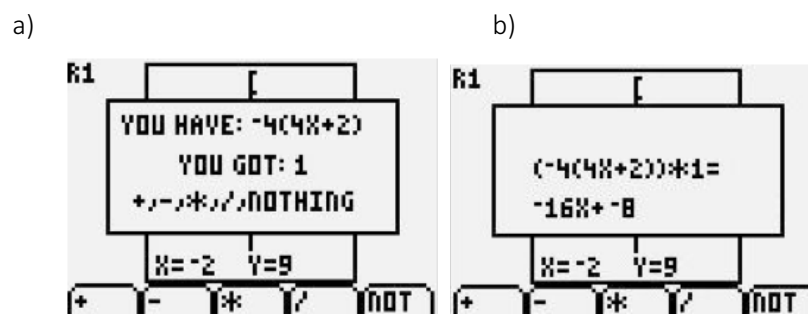 a)
b)
R1
[
YOU HAVE: ⁻4(4X+2)
YOU GOT: 1
+,-,*,/,NOTHING
X=⁻2 Y=9
+ - * / NOT
R1
[
(⁻4(4X+2))*1=
⁻16X+⁻8
X=⁻2 Y=9
+ - * / NOT